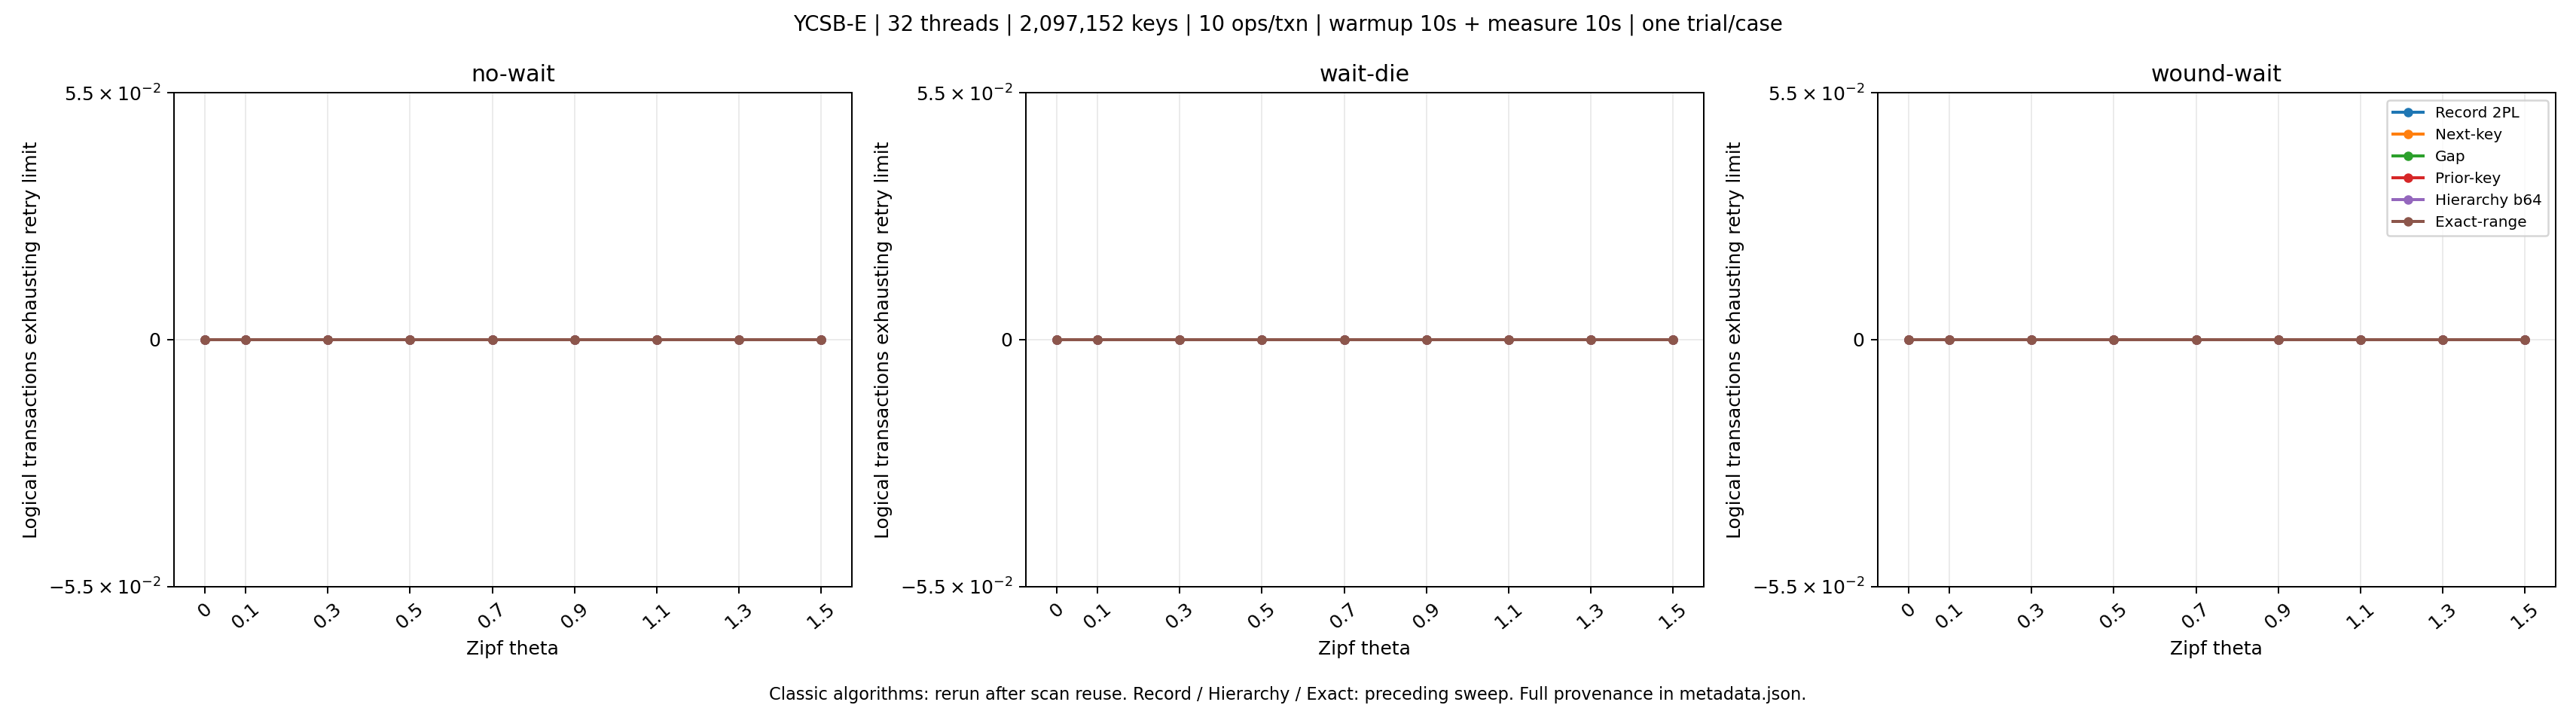 YCSB-E | 32 threads | 2,097,152 keys | 10 ops/txn | warmup 10s + measure 10s | one trial/case
no-wait
5.5 × 10⁻²
0
−5.5 × 10⁻²
Logical transactions exhausting retry limit
0 0.1 0.3 0.5 0.7 0.9 1.1 1.3 1.5
Zipf theta
wait-die
5.5 × 10⁻²
0
−5.5 × 10⁻²
Logical transactions exhausting retry limit
0 0.1 0.3 0.5 0.7 0.9 1.1 1.3 1.5
Zipf theta
wound-wait
5.5 × 10⁻²
0
−5.5 × 10⁻²
Logical transactions exhausting retry limit
Record 2PL
Next-key
Gap
Prior-key
Hierarchy b64
Exact-range
0 0.1 0.3 0.5 0.7 0.9 1.1 1.3 1.5
Zipf theta
Classic algorithms: rerun after scan reuse. Record / Hierarchy / Exact: preceding sweep. Full provenance in metadata.json.